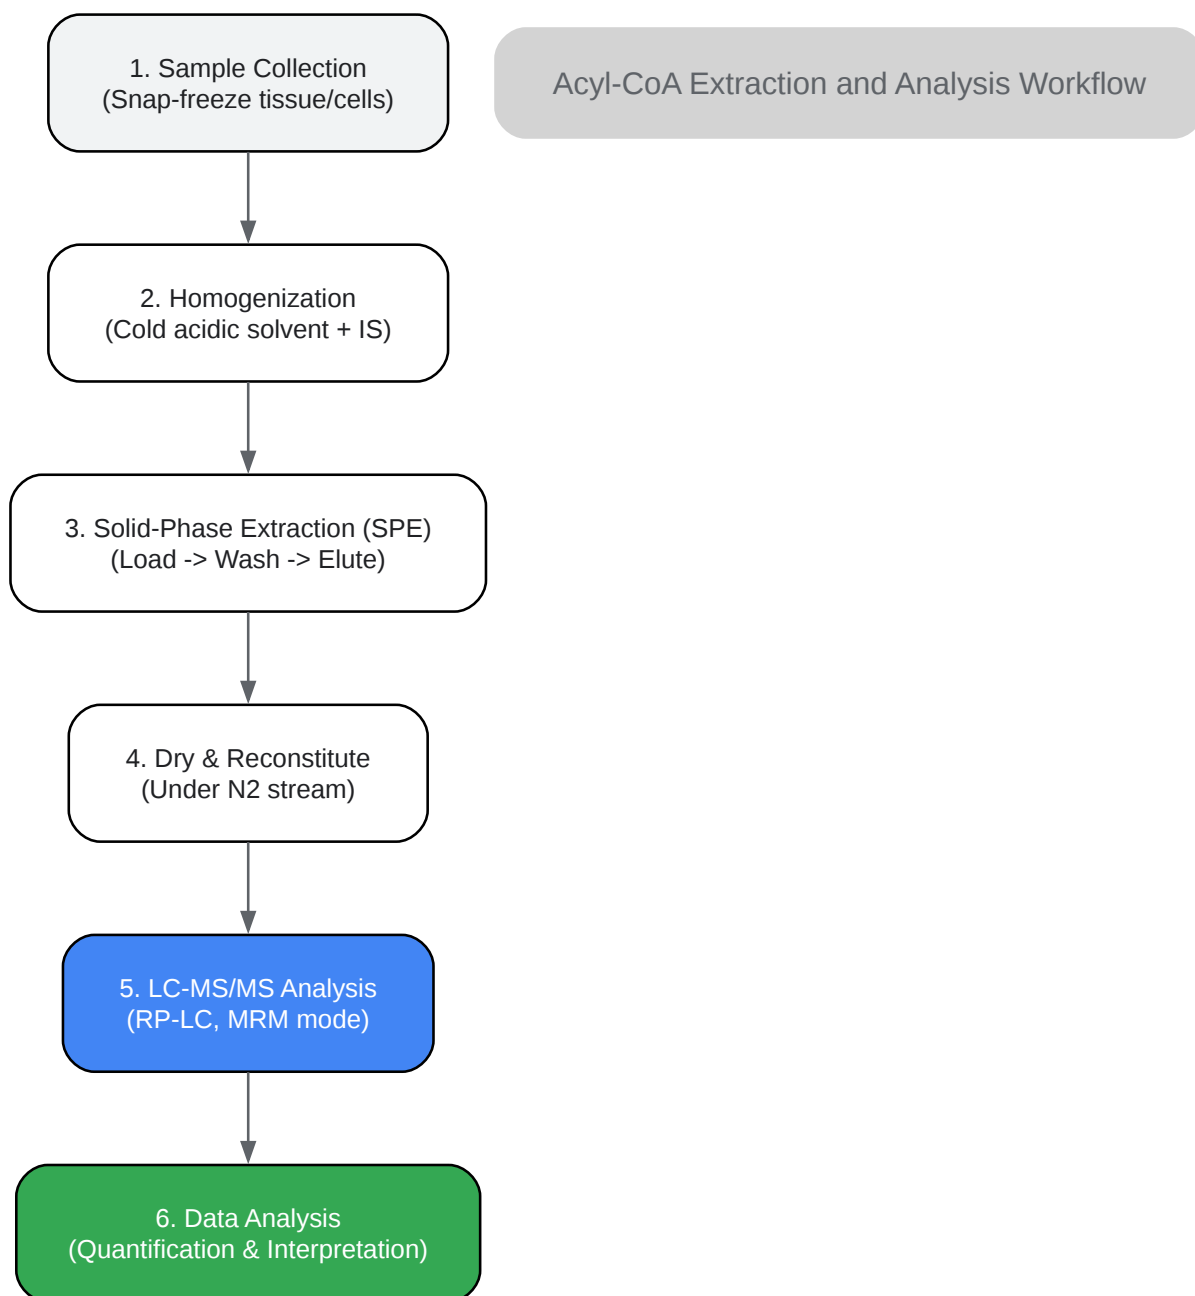 1. Sample Collection
(Snap-freeze tissue/cells)
Acyl-CoA Extraction and Analysis Workflow
2. Homogenization
(Cold acidic solvent + IS)
3. Solid-Phase Extraction (SPE)
(Load -> Wash -> Elute)
4. Dry & Reconstitute
(Under N2 stream)
5. LC-MS/MS Analysis
(RP-LC, MRM mode)
6. Data Analysis
(Quantification & Interpretation)